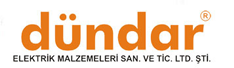 dündar®
ELEKTRİK MALZEMELERİ SAN. VE TİC. LTD. ŞTİ.